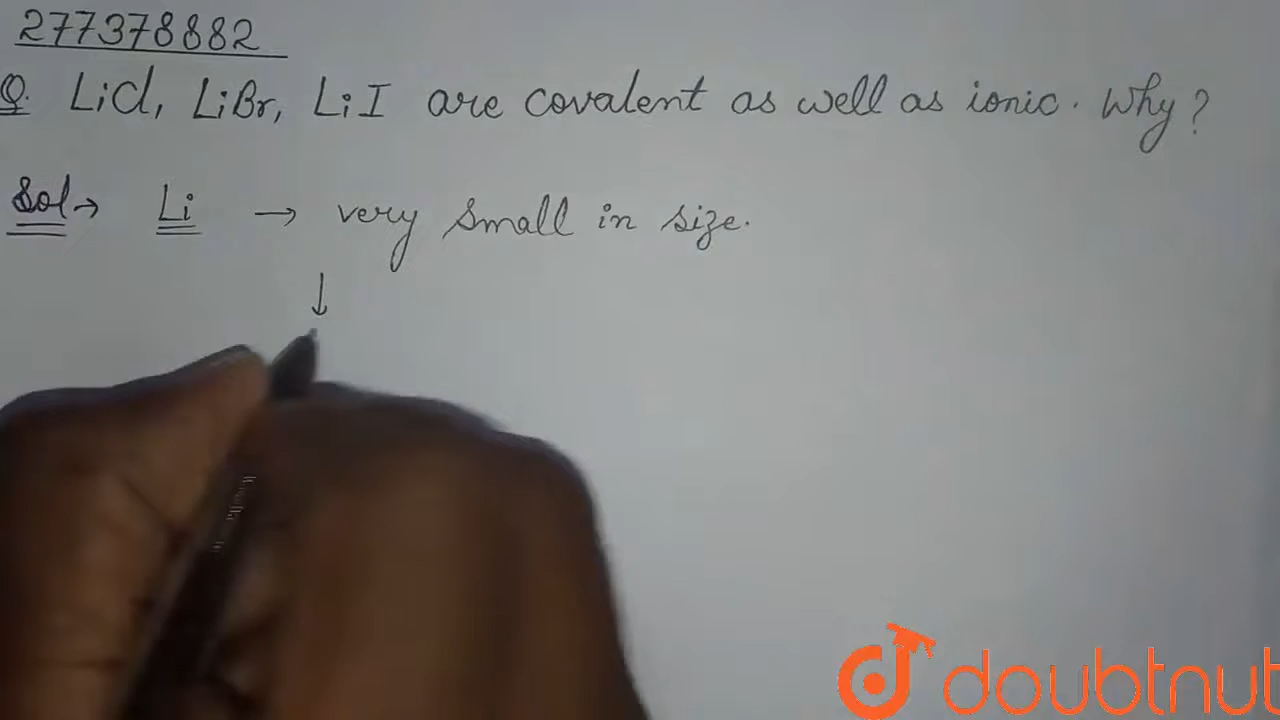 277378882
Q. LiCl, LiBr, LiI are covalent as well as ionic. Why?
Sol→ Li → very small in size.
↓
doubtnut